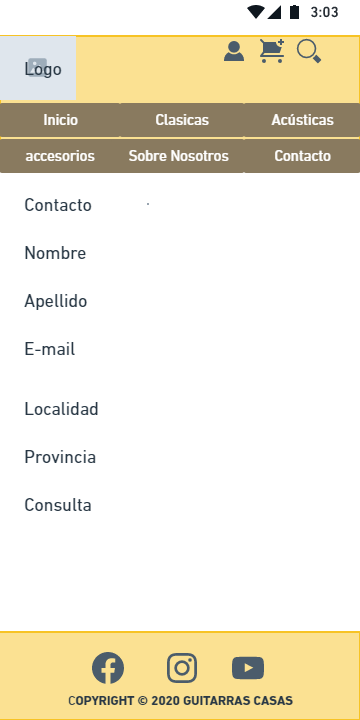 3:03
Logo
Inicio Clasicas Acústicas
accesorios Sobre Nosotros Contacto
Contacto
Nombre
Apellido
E-mail
Localidad
Provincia
Consulta
COPYRIGHT © 2020 GUITARRAS CASAS